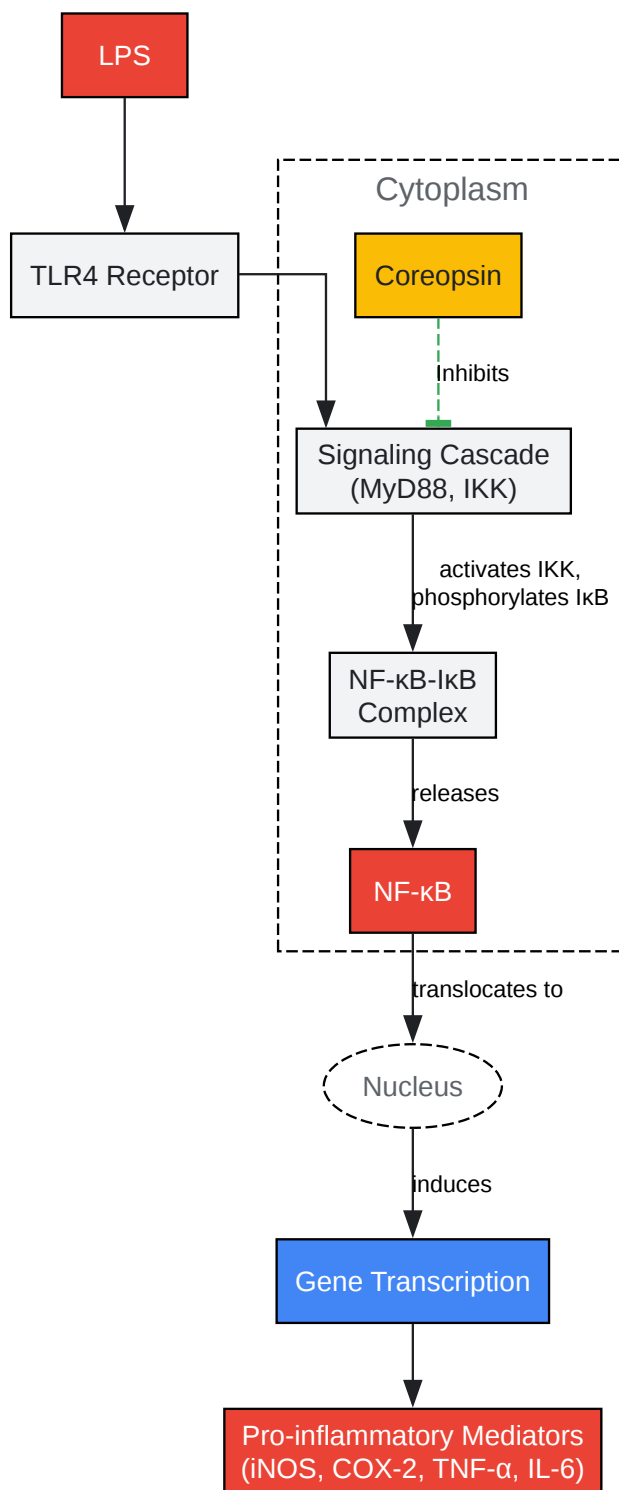 LPS
Cytoplasm
TLR4 Receptor
Coreopsin
Inhibits
Signaling Cascade
(MyD88, IKK)
activates IKK,
phosphorylates IκB
NF-κB-IκB
Complex
releases
NF-κB
translocates to
Nucleus
induces
Gene Transcription
Pro-inflammatory Mediators
(iNOS, COX-2, TNF-α, IL-6)